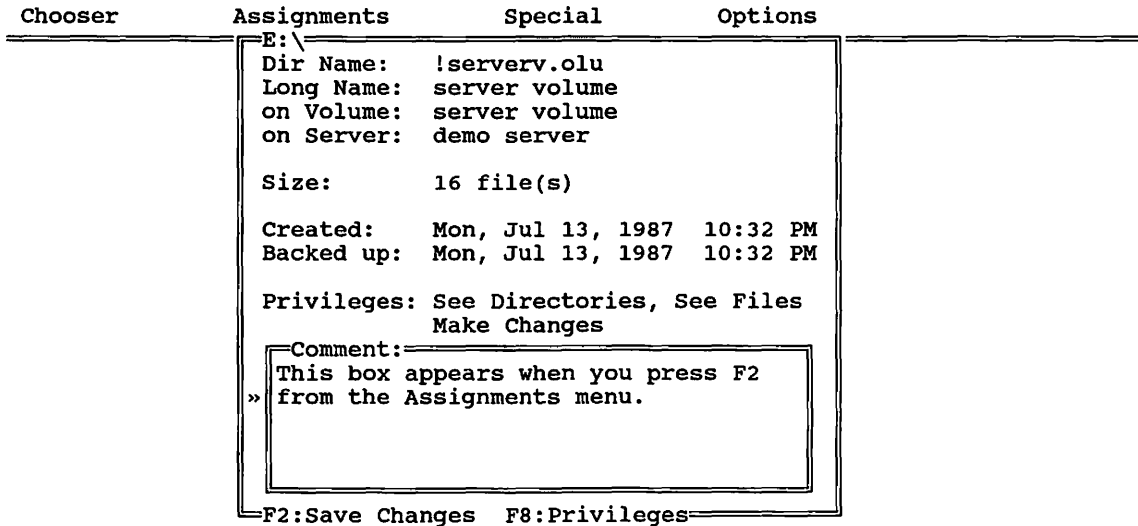 Chooser Assignments Special Options
E:\
Dir Name: !serverv.olu
Long Name: server volume
on Volume: server volume
on Server: demo server
Size: 16 file(s)
Created: Mon, Jul 13, 1987 10:32 PM
Backed up: Mon, Jul 13, 1987 10:32 PM
Privileges: See Directories, See Files
Make Changes
Comment:
This box appears when you press F2
» from the Assignments menu.
F2:Save Changes F8:Privileges